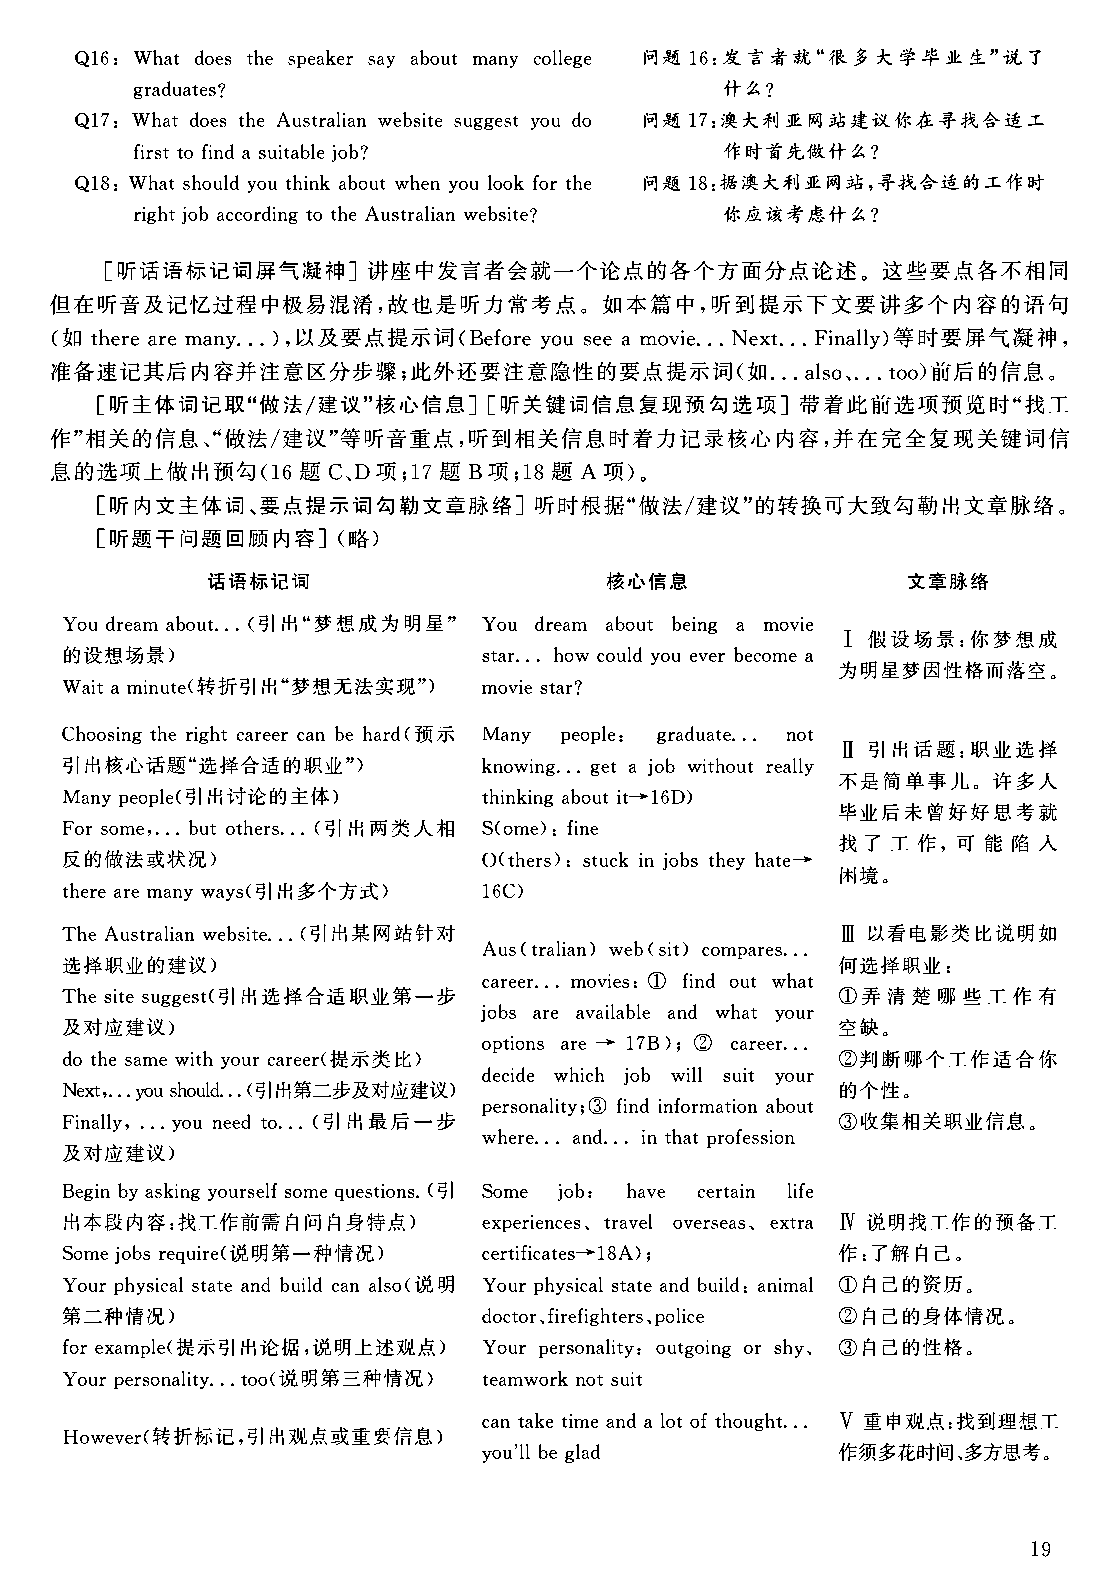 Q16: What does the speaker say about many college
graduates?
Q17: What does the Australian website suggest you do
first to find a suitable job?
Q18: What should you think about when you look for the
right job according to the Australian website?
问题16:发言者就“很多大学毕业生”说了
什么?
问题17:澳大利亚网站建议你在寻找合适工
作时首先做什么?
问题18:据澳大利亚网站,寻找合适的工作时
你应该考虑什么?
[听话语标记词屏气凝神] 讲座中发言者会就一个论点的各个方面分点论述。这些要点各不相同
但在听音及记忆过程中极易混淆,故也是听力常考点。如本篇中,听到提示下文要讲多个内容的语句
(如 there are many...),以及要点提示词(Before you see a movie... Next... Finally)等时要屏气凝神,
准备速记其后内容并注意区分步骤;此外还要注意隐性的要点提示词(如...also、...too)前后的信息。
[听主体词记取“做法/建议”核心信息][听关键词信息复现预勾选项] 带着此前选项预览时“找工
作”相关的信息、“做法/建议”等听音重点,听到相关信息时着力记录核心内容,并在完全复现关键词信
息的选项上做出预勾(16 题 C、D 项;17 题 B 项;18 题 A 项)。
[听内文主体词、要点提示词勾勒文章脉络] 听时根据“做法/建议”的转换可大致勾勒出文章脉络。
[听题干问题回顾内容](略)
话语标记词 核心信息 文章脉络
You dream about...(引出“梦想成为明星”
的设想场景)
Wait a minute(转折引出“梦想无法实现”)
You dream about being a movie
star... how could you ever become a
movie star?
Ⅰ 假设场景:你梦想成
为明星梦因性格而落空。
Choosing the right career can be hard(预示
引出核心话题“选择合适的职业”)
Many people(引出讨论的主体)
For some,... but others...(引出两类人相
反的做法或状况)
there are many ways(引出多个方式)
Many people: graduate... not
knowing... get a job without really
thinking about it→16D)
S(ome): fine
O(thers): stuck in jobs they hate→
16C)
Ⅱ 引出话题:职业选择
不是简单事儿。许多人
毕业后未曾好好思考就
找了工作,可能陷入
困境。
The Australian website...(引出某网站针对
选择职业的建议)
The site suggest(引出选择合适职业第一步
及对应建议)
do the same with your career(提示类比)
Next,...you should...(引出第二步及对应建议)
Finally, ...you need to...(引出最后一步
及对应建议)
Aus(tralian) web(sit) compares...
career... movies: ① find out what
jobs are available and what your
options are → 17B); ② career...
decide which job will suit your
personality;③ find information about
where... and... in that profession
Ⅲ 以看电影类比说明如
何选择职业:
①弄清楚哪些工作有
空缺。
②判断哪个工作适合你
的个性。
③收集相关职业信息。
Begin by asking yourself some questions.(引
出本段内容:找工作前需自问自身特点)
Some jobs require(说明第一种情况)
Your physical state and build can also(说明
第二种情况)
for example(提示引出论据,说明上述观点)
Your personality...too(说明第三种情况)
Some job: have certain life
experiences、travel overseas、extra
certificates→18A);
Your physical state and build: animal
doctor、firefighters、police
Your personality: outgoing or shy、
teamwork not suit
Ⅳ 说明找工作的预备工
作:了解自己。
①自己的资历。
②自己的身体情况。
③自己的性格。
However(转折标记,引出观点或重要信息)
can take time and a lot of thought...
you'll be glad
Ⅴ 重申观点:找到理想工
作须多花时间、多方思考。
19